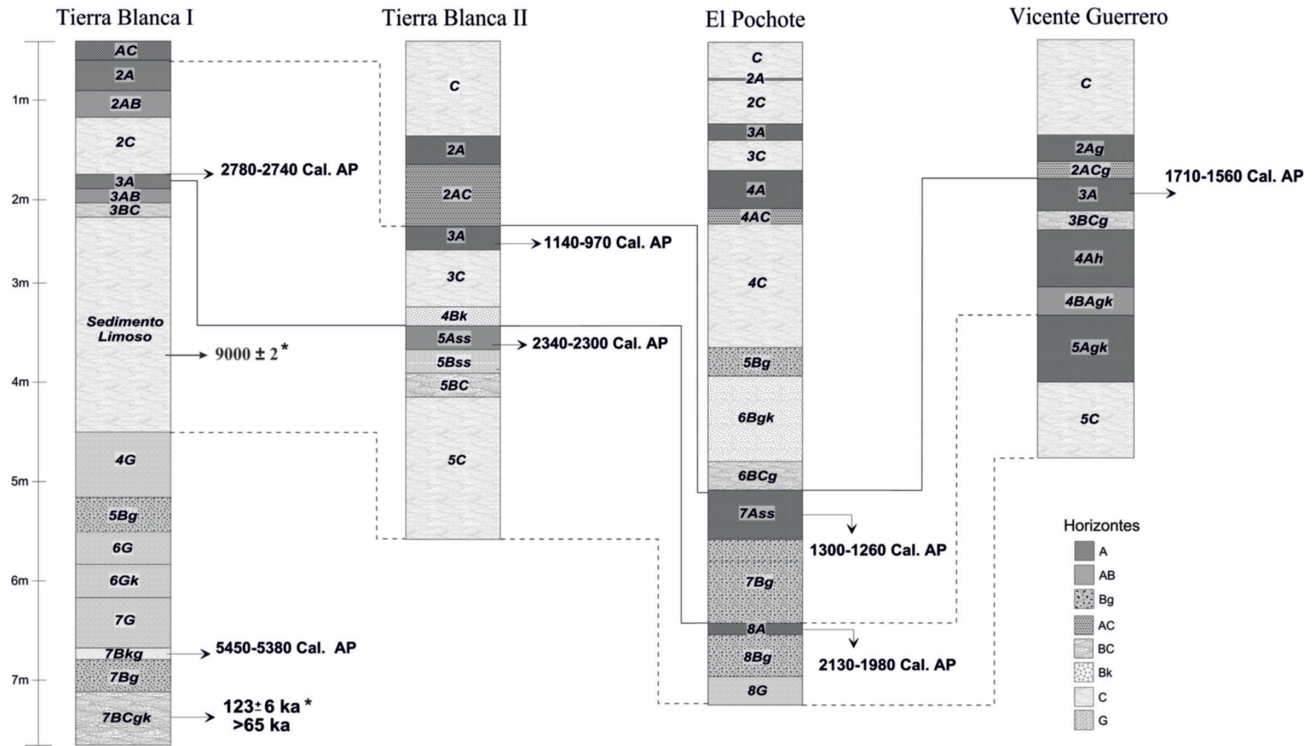 Tierra Blanca I
Tierra Blanca II
El Pochote
Vicente Guerrero
1m
2m
3m
4m
5m
6m
7m
AC
2A
2AB
2C
3A
3AB
3BC
Sedimento
Limoso
4G
5Bg
6G
6Gk
7G
7Bkg
7Bg
7BCgk
2780-2740 Cal. AP
9000 ± 2*
5450-5380 Cal. AP
123± 6 ka *
>65 ka
C
2A
2AC
3A
3C
4Bk
5Ass
5Bss
5BC
5C
1140-970 Cal. AP
2340-2300 Cal. AP
C
2A
2C
3A
3C
4A
4AC
4C
5Bg
6Bgk
6BCg
7Ass
7Bg
8A
8Bg
8G
1300-1260 Cal. AP
2130-1980 Cal. AP
C
2Ag
2ACg
3A
3BCg
4Ah
4BAgk
5Agk
5C
1710-1560 Cal. AP
Horizontes
A
AB
Bg
AC
BC
Bk
C
G